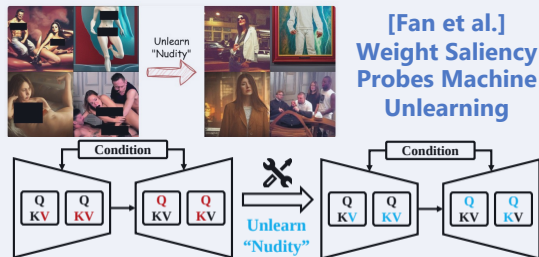 Unlearn
"Nudity"
[Fan et al.]
Weight Saliency
Probes Machine
Unlearning
Condition
Q Q
KV KV
Q Q
KV KV
Unlearn
“Nudity”
Condition
Q Q
KV KV
Q Q
KV KV